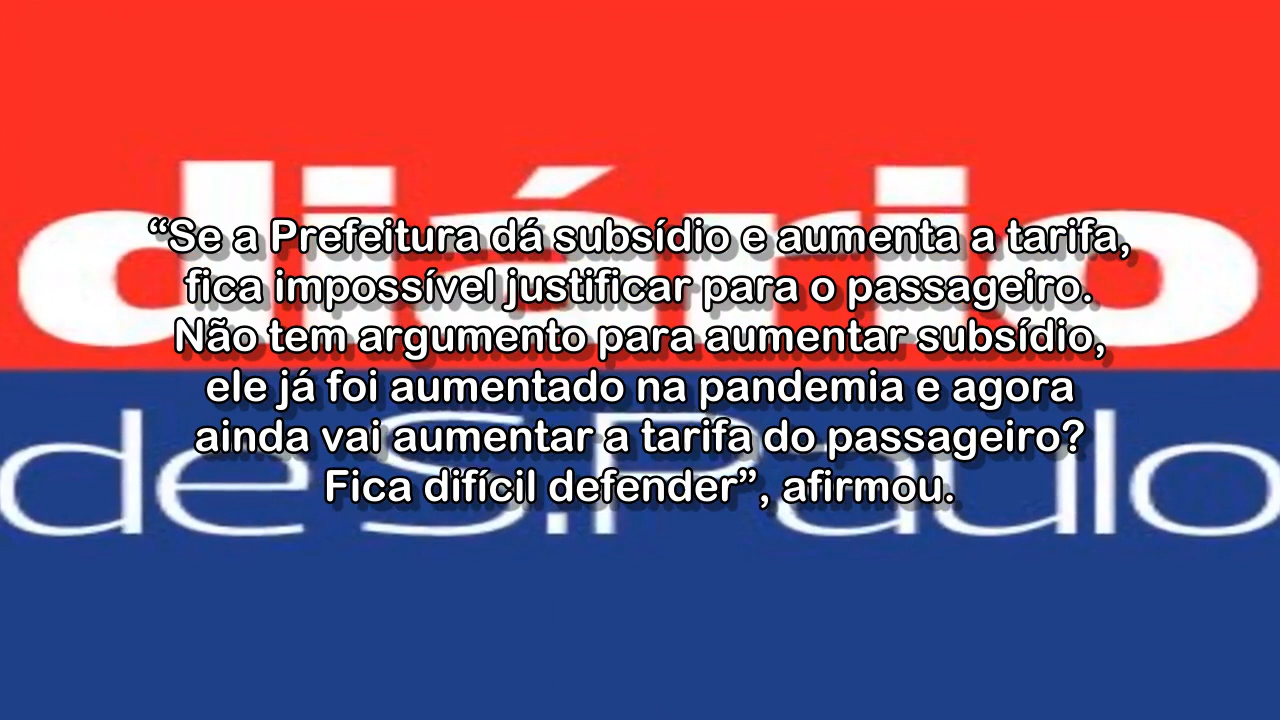 diário
de S.Paulo
“Se a Prefeitura dá subsídio e aumenta a tarifa,
fica impossível justificar para o passageiro.
Não tem argumento para aumentar subsídio,
ele já foi aumentado na pandemia e agora
ainda vai aumentar a tarifa do passageiro?
Fica difícil defender”, afirmou.